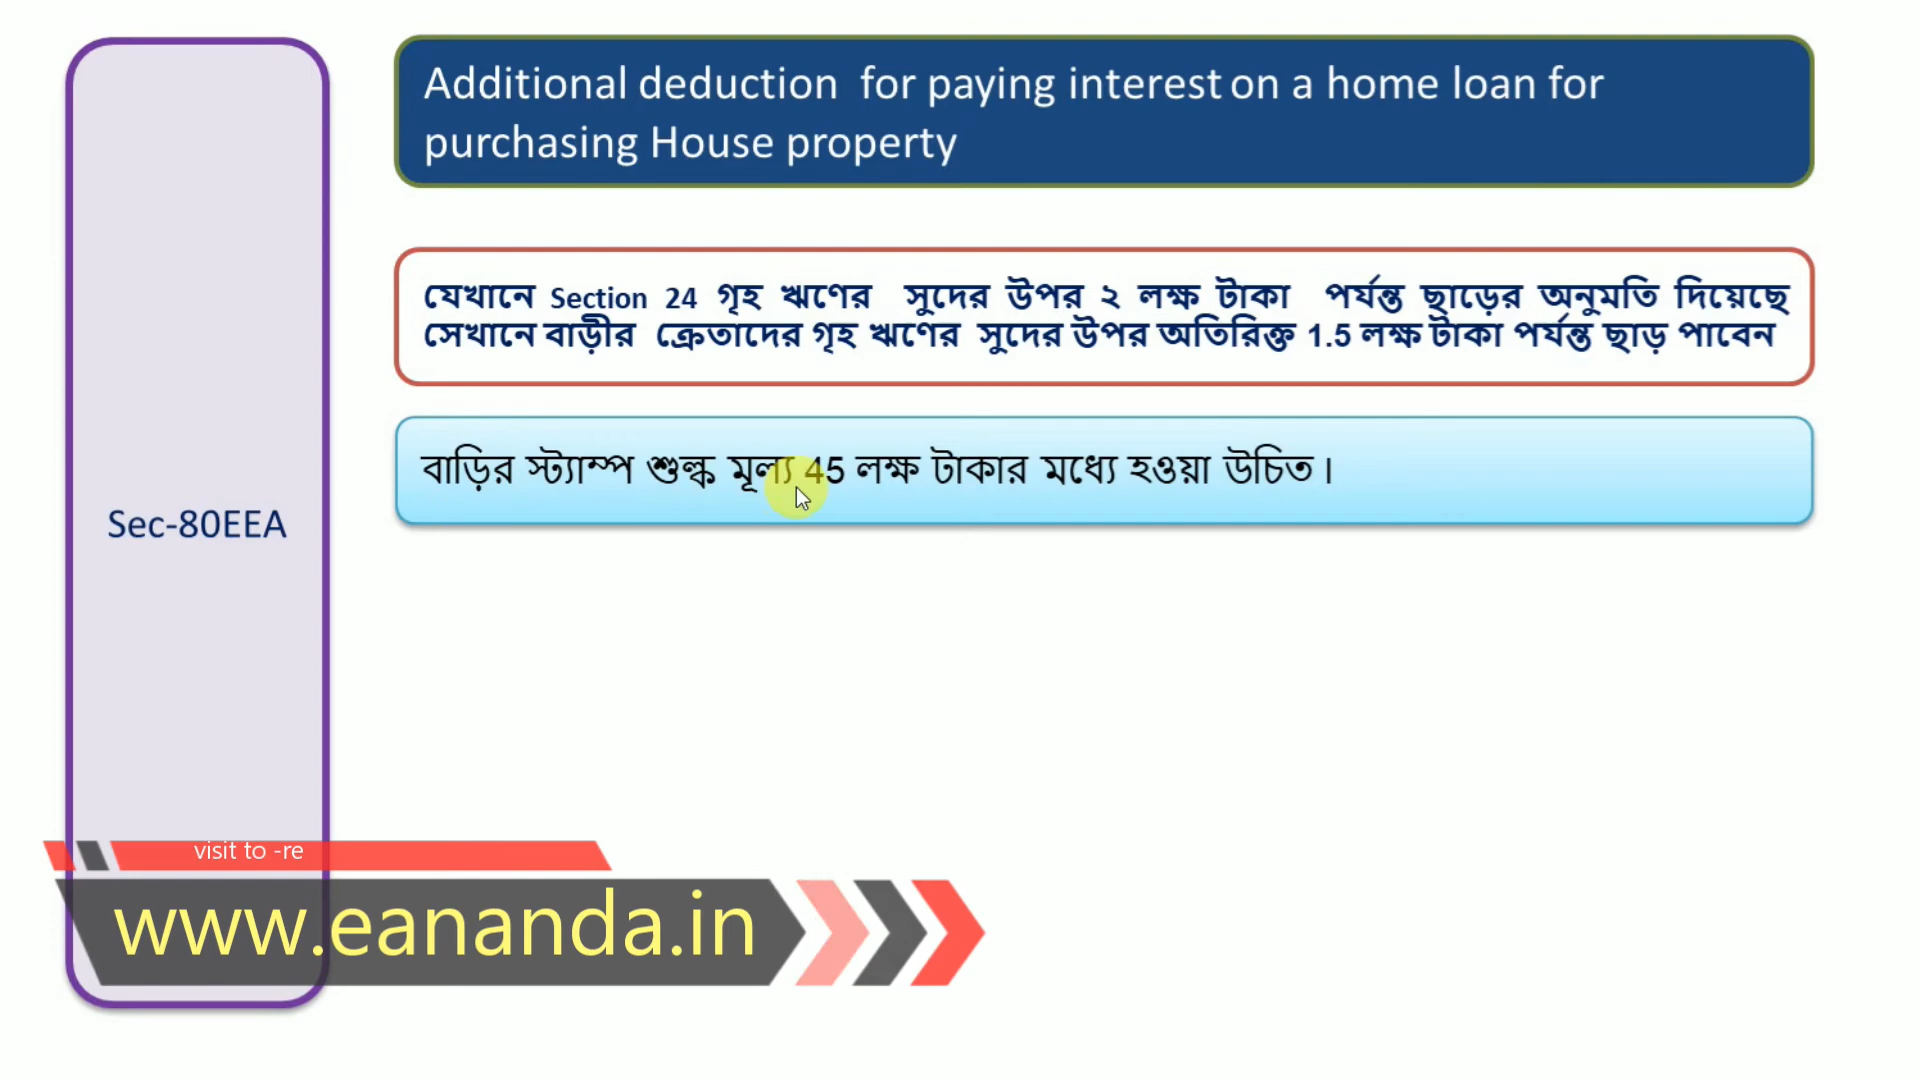 Additional deduction for paying interest on a home loan for
purchasing House property
যেখানে Section 24 গৃহ ঋণের সুদের উপর ২ লক্ষ টাকা পর্যন্ত ছাড়ের অনুমতি দিয়েছে
সেখানে বাড়ীর ক্রেতাদের গৃহ ঋণের সুদের উপর অতিরিক্ত 1.5 লক্ষ টাকা পর্যন্ত ছাড় পাবেন
বাড়ির স্ট্যাম্প শুল্ক মূল্য 45 লক্ষ টাকার মধ্যে হওয়া উচিত।
Sec-80EEA
visit to -re
www.eananda.in